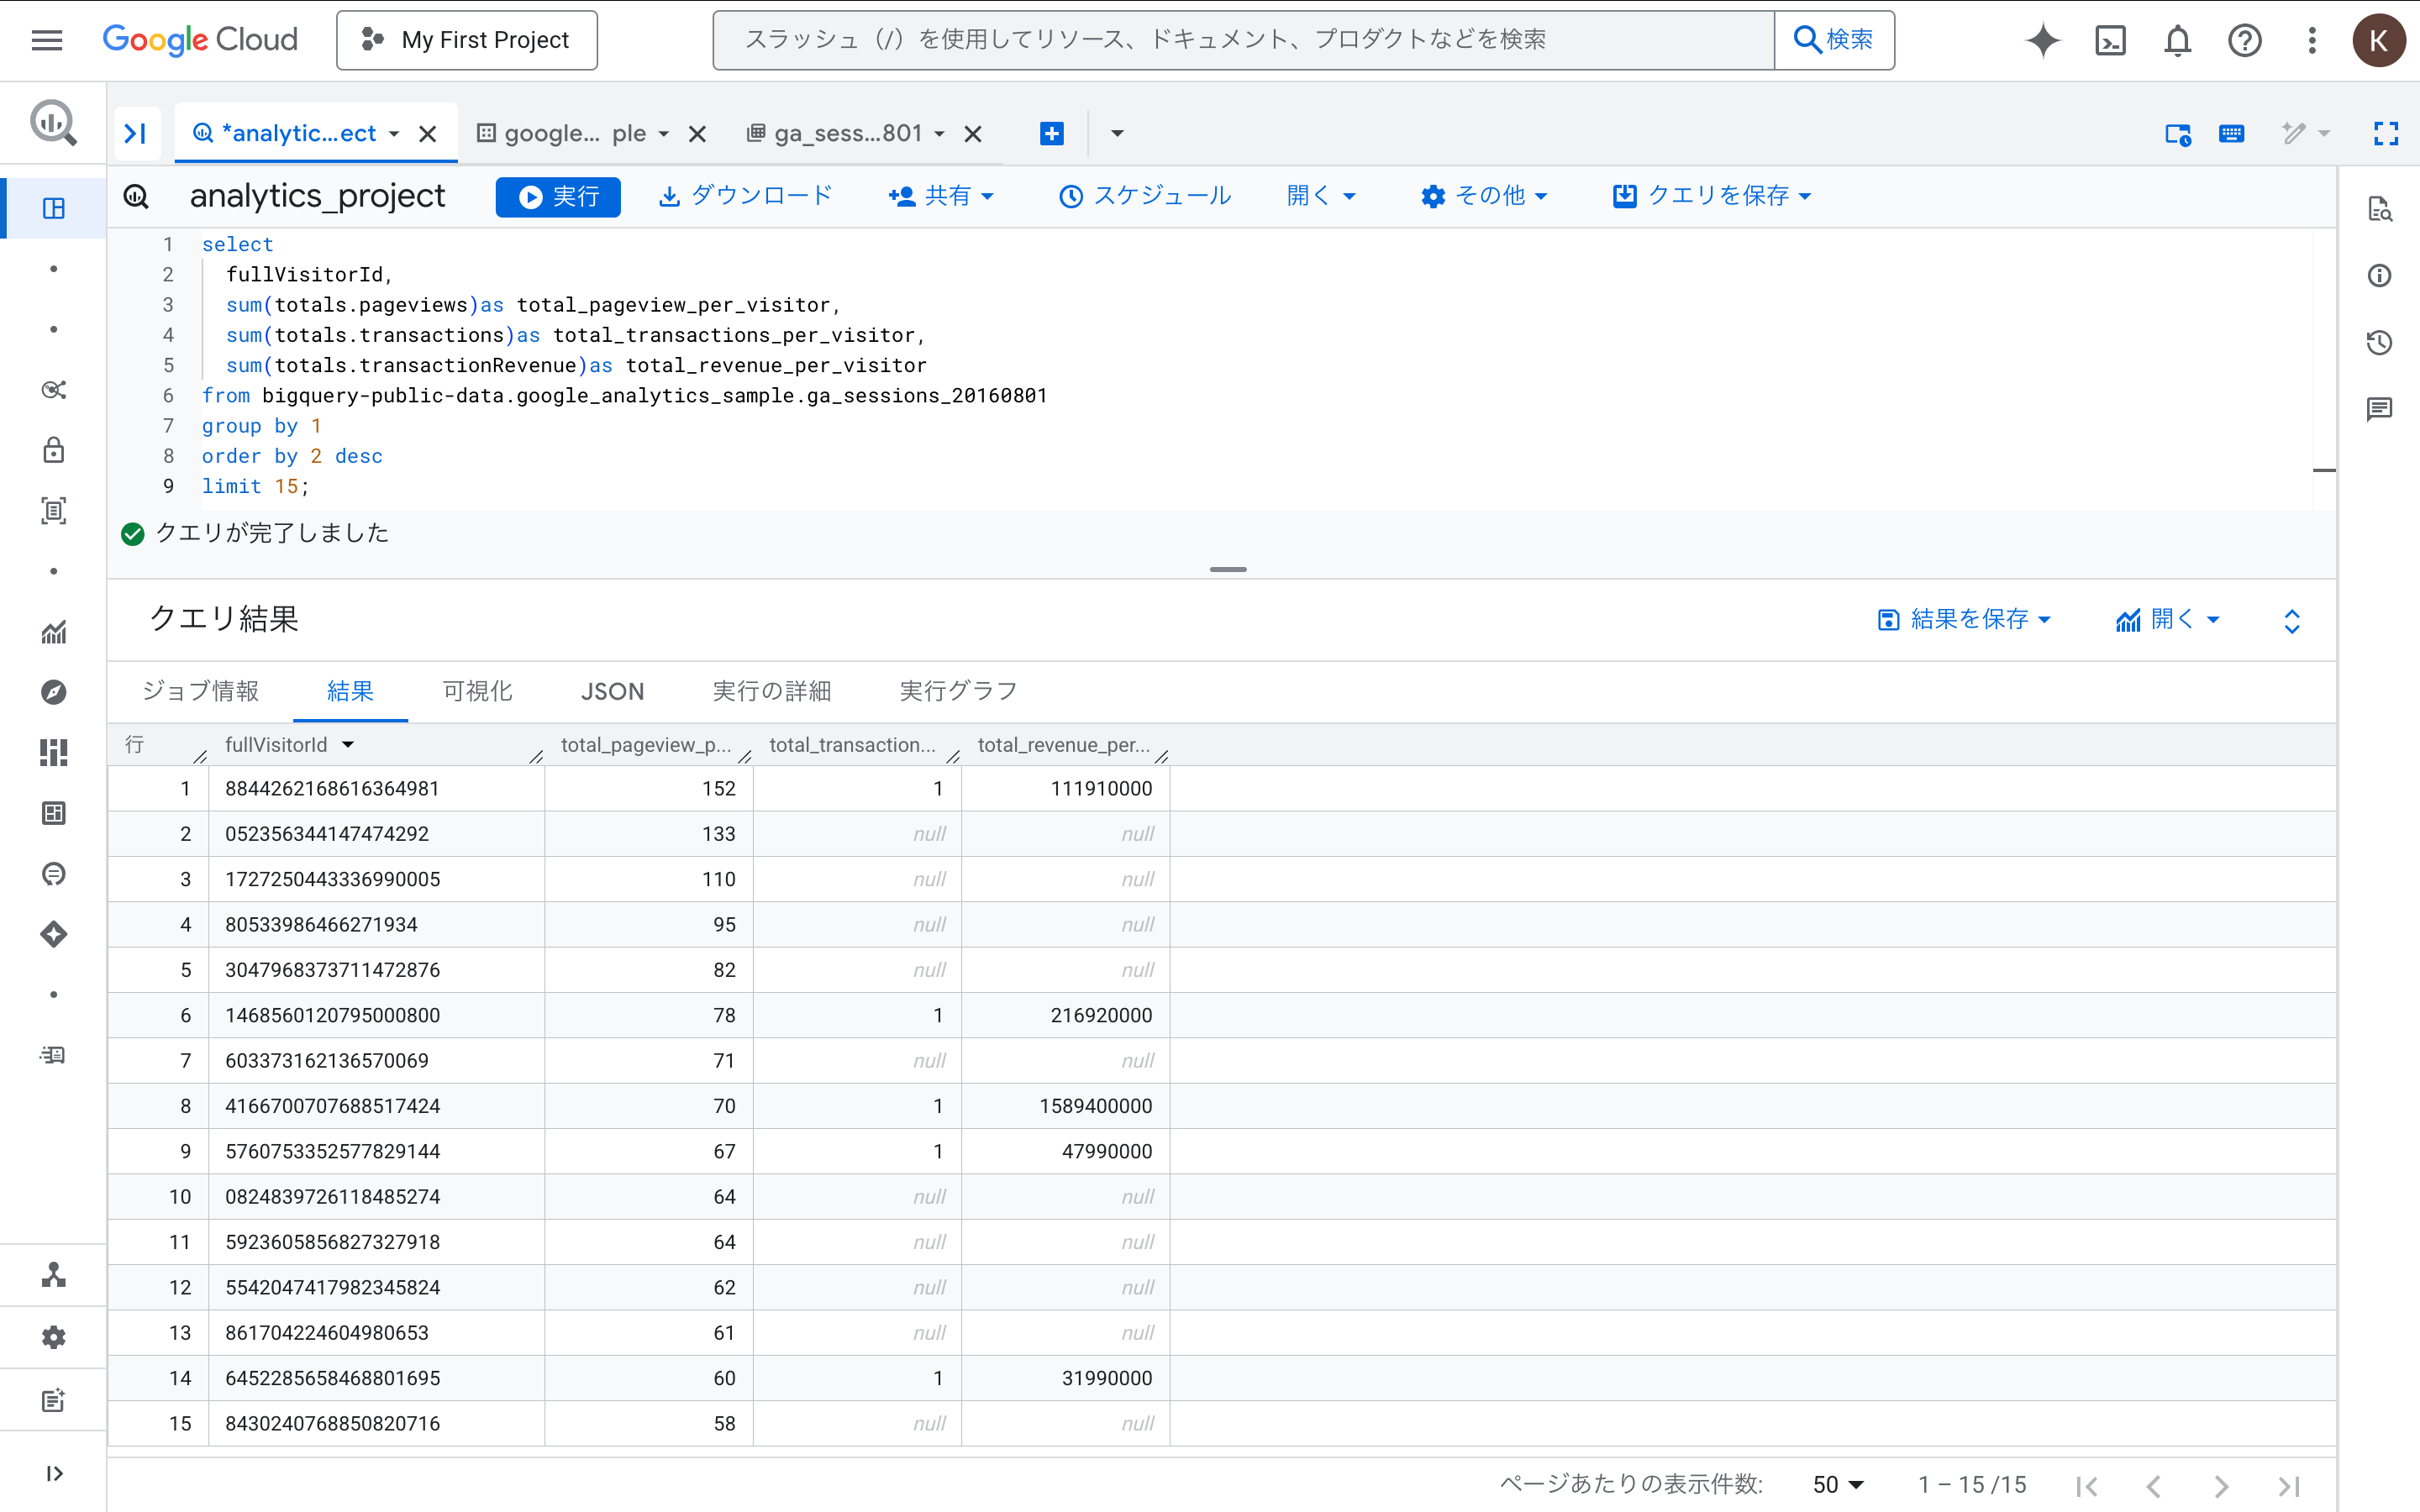 Google Cloud
My First Project
スラッシュ（/）を使用してリソース、ドキュメント、プロダクトなどを検索
検索
K
*analytic...ect
google... ple
ga_sess...801
analytics_project
実行
ダウンロード
共有
スケジュール
開く
その他
クエリを保存
1 select
2 fullVisitorId,
3 sum(totals.pageviews)as total_pageview_per_visitor,
4 sum(totals.transactions)as total_transactions_per_visitor,
5 sum(totals.transactionRevenue)as total_revenue_per_visitor
6 from bigquery-public-data.google_analytics_sample.ga_sessions_20160801
7 group by 1
8 order by 2 desc
9 limit 15;
クエリが完了しました
クエリ結果
結果を保存
開く
ジョブ情報 結果 可視化 JSON 実行の詳細 実行グラフ
行 fullVisitorId total_pageview_p... total_transaction... total_revenue_per...
1 8844262168616364981 152 1 111910000
2 052356344147474292 133 null null
3 1727250443336990005 110 null null
4 80533986466271934 95 null null
5 3047968373711472876 82 null null
6 1468560120795000800 78 1 216920000
7 603373162136570069 71 null null
8 4166700707688517424 70 1 1589400000
9 5760753352577829144 67 1 47990000
10 0824839726118485274 64 null null
11 5923605856827327918 64 null null
12 5542047417982345824 62 null null
13 861704224604980653 61 null null
14 6452285658468801695 60 1 31990000
15 8430240768850820716 58 null null
ページあたりの表示件数: 50 1 – 15 /15